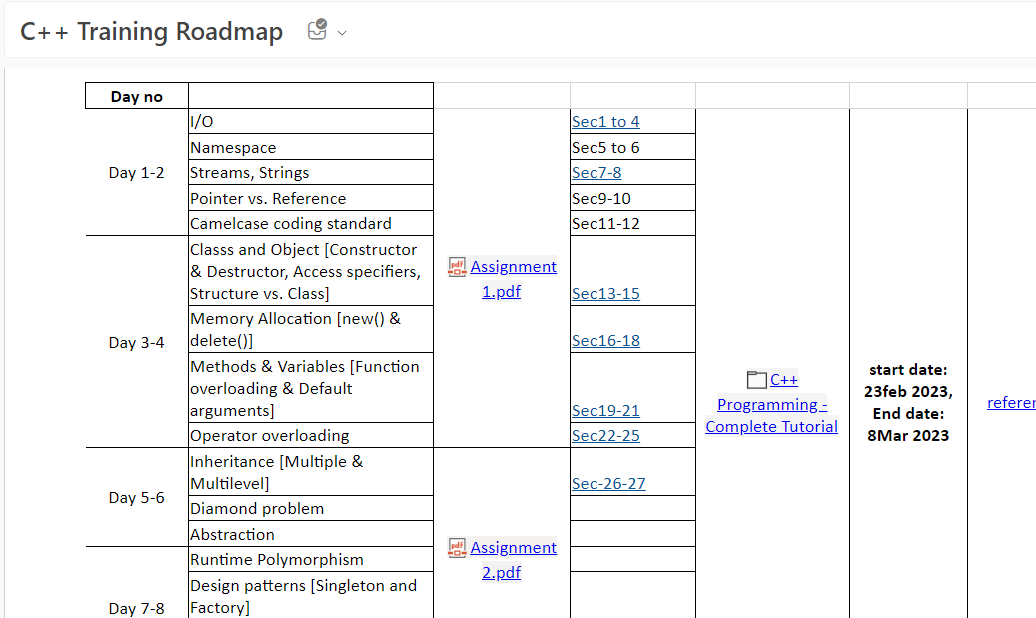 C++ Training Roadmap
Day no
Day 1-2
I/O
Sec1 to 4
Namespace
Sec5 to 6
Streams, Strings
Sec7-8
Pointer vs. Reference
Sec9-10
Camelcase coding standard
Sec11-12
Assignment
1.pdf
Day 3-4
Classs and Object [Constructor
& Destructor, Access specifiers,
Structure vs. Class]
Sec13-15
Memory Allocation [new() &
delete()]
Sec16-18
Methods & Variables [Function
overloading & Default
arguments]
Sec19-21
Operator overloading
Sec22-25
C++
Programming -
Complete Tutorial
start date:
23feb 2023,
End date:
8Mar 2023
Day 5-6
Inheritance [Multiple &
Multilevel]
Sec-26-27
Diamond problem
Abstraction
Assignment
2.pdf
Day 7-8
Runtime Polymorphism
Design patterns [Singleton and
Factory]